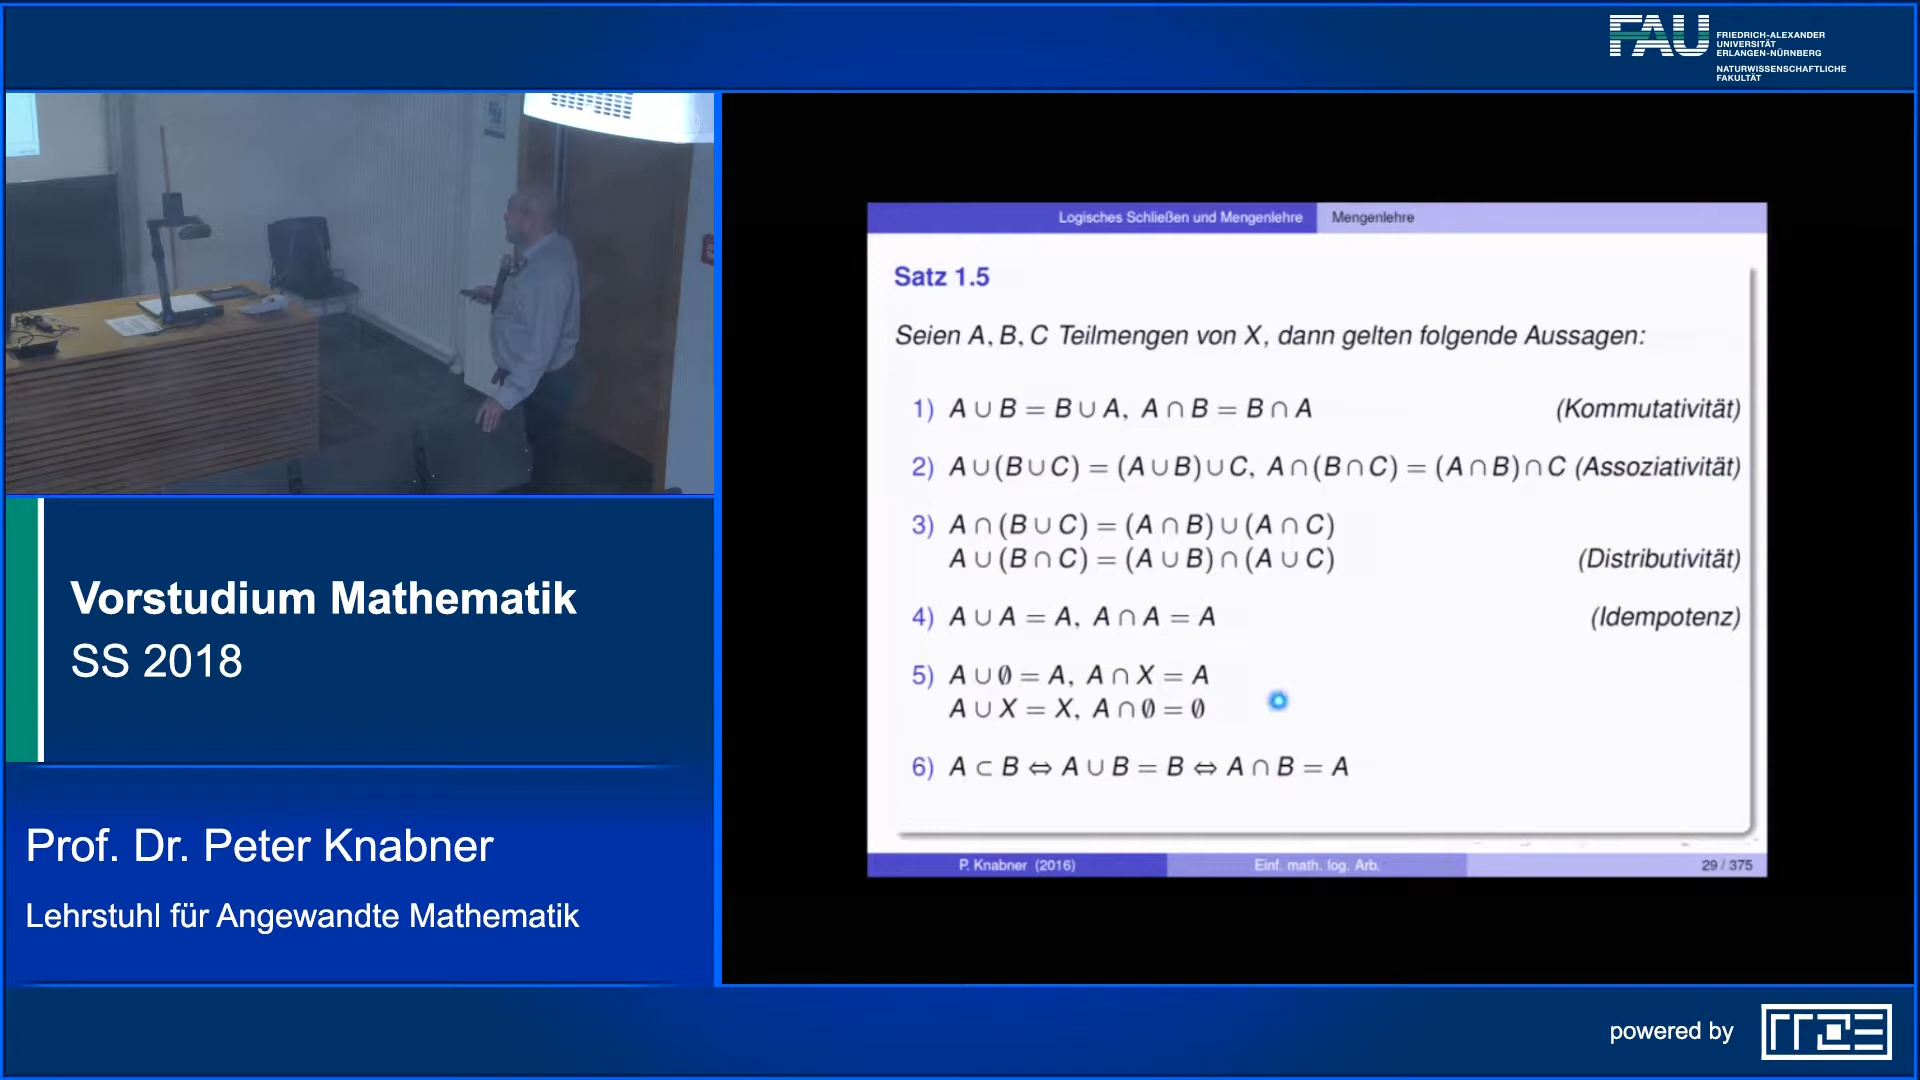 FAU
FRIEDRICH-ALEXANDER
UNIVERSITÄT
ERLANGEN-NÜRNBERG
NATURWISSENSCHAFTLICHE
FAKULTÄT
Logisches Schließen und Mengenlehre Mengenlehre
Satz 1.5
Seien A, B, C Teilmengen von X, dann gelten folgende Aussagen:
1) A ∪ B = B ∪ A, A ∩ B = B ∩ A (Kommutativität)
2) A ∪ (B ∪ C) = (A ∪ B) ∪ C, A ∩ (B ∩ C) = (A ∩ B) ∩ C (Assoziativität)
3) A ∩ (B ∪ C) = (A ∩ B) ∪ (A ∩ C)
A ∪ (B ∩ C) = (A ∪ B) ∩ (A ∪ C) (Distributivität)
4) A ∪ A = A, A ∩ A = A (Idempotenz)
5) A ∪ ∅ = A, A ∩ X = A
A ∪ X = X, A ∩ ∅ = ∅
6) A ⊂ B ⇔ A ∪ B = B ⇔ A ∩ B = A
P. Knabner (2016) Einf. math. log. Arb. 29 / 375
Vorstudium Mathematik
SS 2018
Prof. Dr. Peter Knabner
Lehrstuhl für Angewandte Mathematik
powered by
rrze